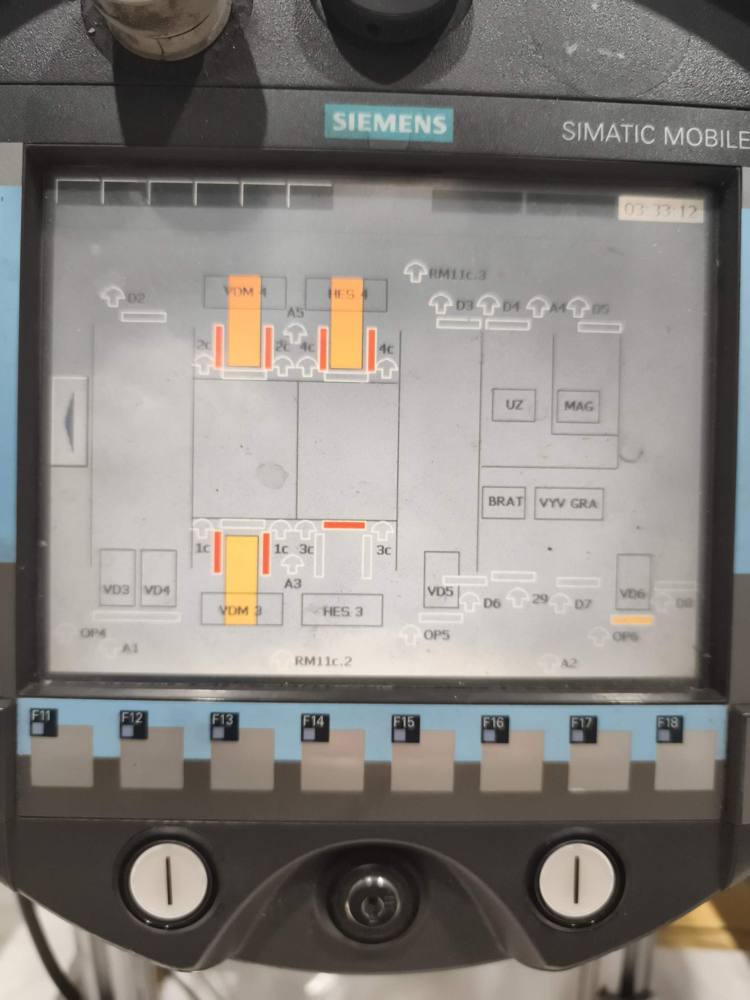 SIEMENS
SIMATIC MOBILE
03:33:12
RM11c.3
D2
VDM 4
HES 4
A5
D3
D4
A4
D5
2c
2c
4c
4c
UZ
MAG
BRAT
VYV GRA
1c
1c
3c
3c
A3
VD3
VD4
VDM 3
HES 3
VD5
D6
29
D7
VD6
D8
OP4
A1
OP5
OP6
RM11c.2
A2
F11
F12
F13
F14
F15
F16
F17
F18